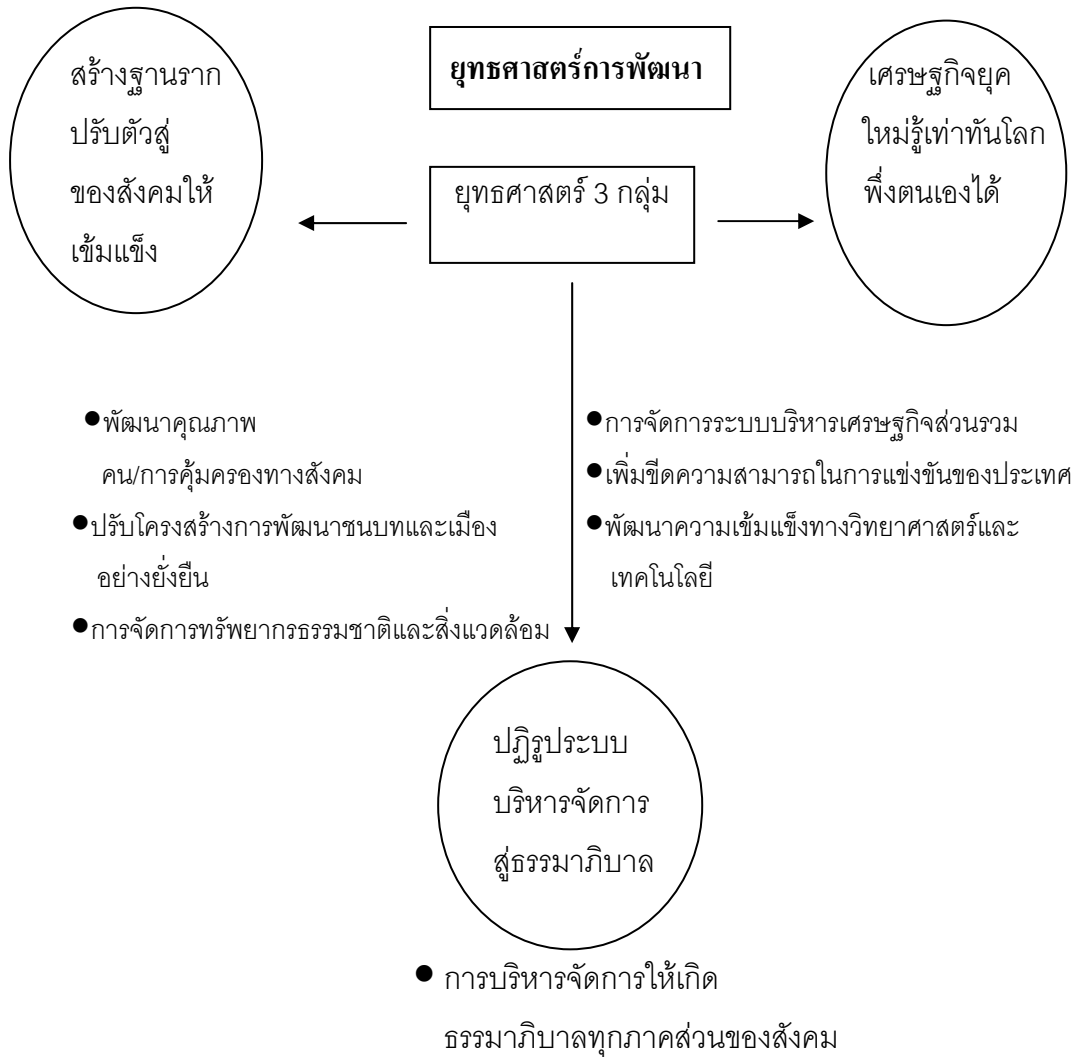 สร้างฐานราก
ปรับตัวสู่
ของสังคมให้
เข้มแข็ง
ยุทธศาสตร์การพัฒนา
ยุทธศาสตร์ 3 กลุ่ม
เศรษฐกิจยุค
ใหม่รู้เท่าทันโลก
พึ่งตนเองได้
●พัฒนาคุณภาพ
คน/การคุ้มครองทางสังคม
●ปรับโครงสร้างการพัฒนาชนบทและเมือง
อย่างยั่งยืน
●การจัดการทรัพยากรธรรมชาติและสิ่งแวดล้อม
●การจัดการระบบบริหารเศรษฐกิจส่วนรวม
●เพิ่มขีดความสามารถในการแข่งขันของประเทศ
●พัฒนาความเข้มแข็งทางวิทยาศาสตร์และ
เทคโนโลยี
ปฏิรูประบบ
บริหารจัดการ
สู่ธรรมาภิบาล
● การบริหารจัดการให้เกิด
ธรรมาภิบาลทุกภาคส่วนของสังคม